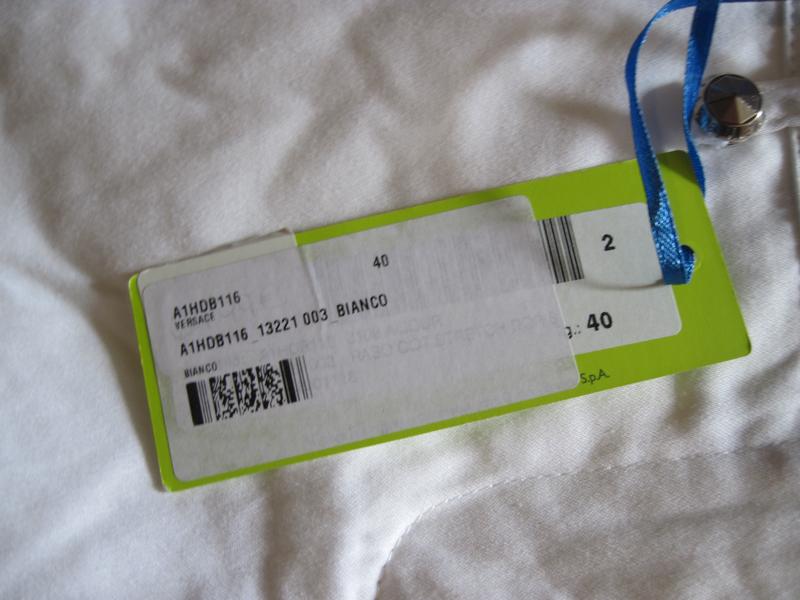 40
2
A1HDB116
VERSACE
A1HDB116_13221 003_BIANCO
BIANCO
g.: 40
S.p.A.